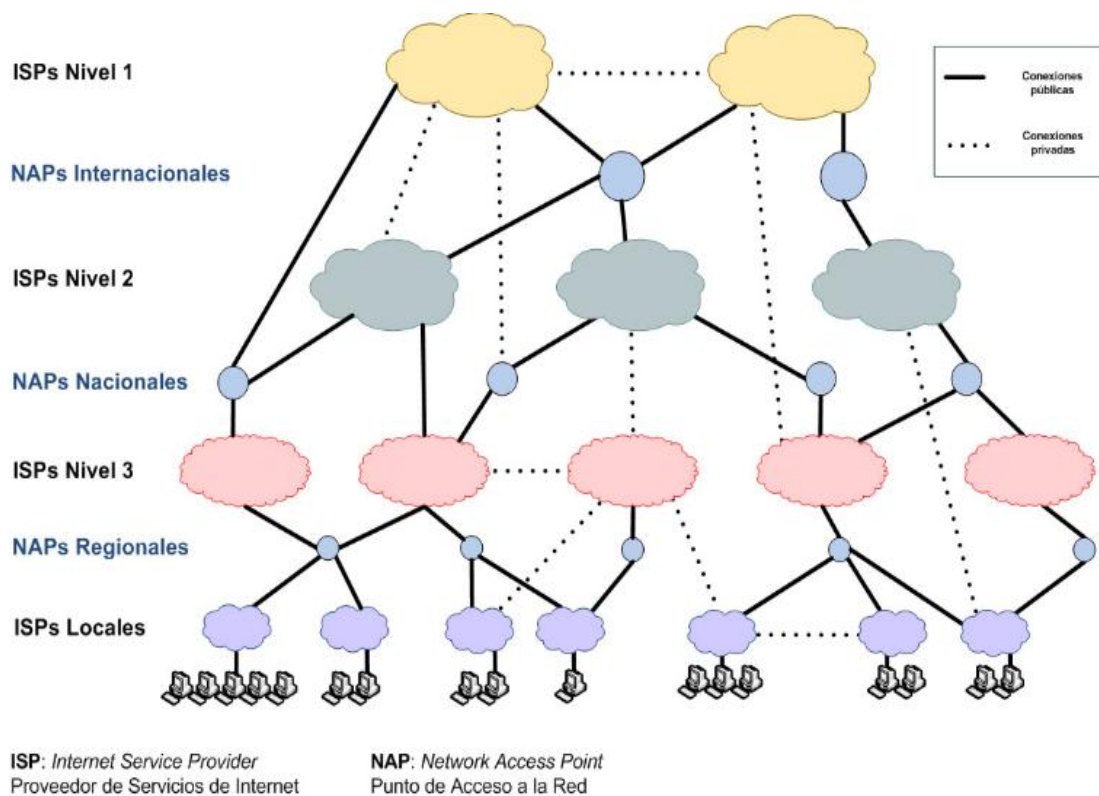 ISPs Nivel 1
Conexiones
públicas
Conexiones
privadas
NAPs Internacionales
ISPs Nivel 2
NAPs Nacionales
ISPs Nivel 3
NAPs Regionales
ISPs Locales
ISP: Internet Service Provider
Proveedor de Servicios de Internet
NAP: Network Access Point
Punto de Acceso a la Red